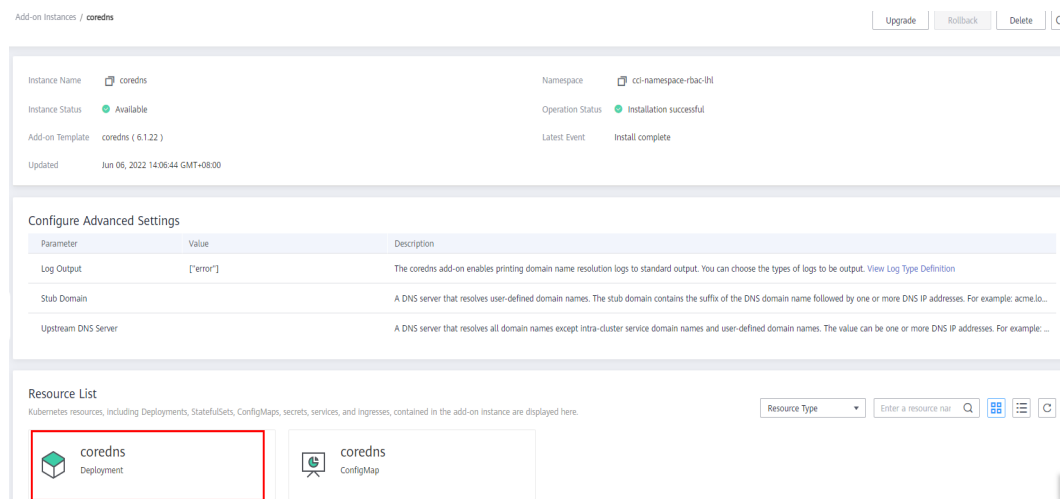 Add-on Instances / coredns
Upgrade Rollback Delete
Instance Name coredns Namespace cci-namespace-rbac-lhl
Instance Status Available Operation Status Installation successful
Add-on Template coredns ( 6.1.22 ) Latest Event Install complete
Updated Jun 06, 2022 14:06:44 GMT+08:00
Configure Advanced Settings
Parameter Value Description
Log Output ["error"] The coredns add-on enables printing domain name resolution logs to standard output. You can choose the types of logs to be output. View Log Type Definition
Stub Domain A DNS server that resolves user-defined domain names. The stub domain contains the suffix of the DNS domain name followed by one or more DNS IP addresses. For example: acme.lo...
Upstream DNS Server A DNS server that resolves all domain names except intra-cluster service domain names and user-defined domain names. The value can be one or more DNS IP addresses. For example: ...
Resource List
Kubernetes resources, including Deployments, StatefulSets, ConfigMaps, secrets, services, and ingresses, contained in the add-on instance are displayed here.
Resource Type Enter a resource nar
coredns coredns
Deployment ConfigMap